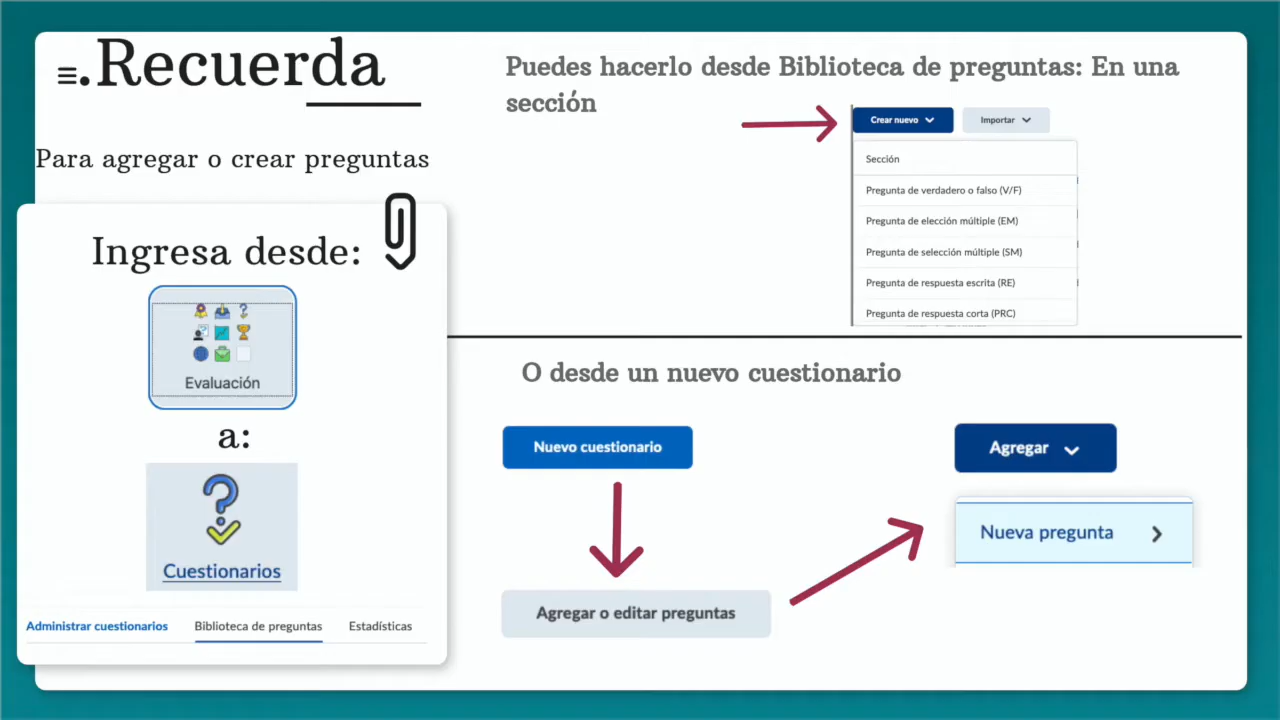 .Recuerda
Para agregar o crear preguntas
Ingresa desde:
Evaluación
a:
Cuestionarios
Administrar cuestionarios
Biblioteca de preguntas
Estadísticas
Puedes hacerlo desde Biblioteca de preguntas: En una
sección
Crear nuevo
Importar
Sección
Pregunta de verdadero o falso (V/F)
Pregunta de elección múltiple (EM)
Pregunta de selección múltiple (SM)
Pregunta de respuesta escrita (RE)
Pregunta de respuesta corta (PRC)
O desde un nuevo cuestionario
Nuevo cuestionario
Agregar o editar preguntas
Agregar
Nueva pregunta